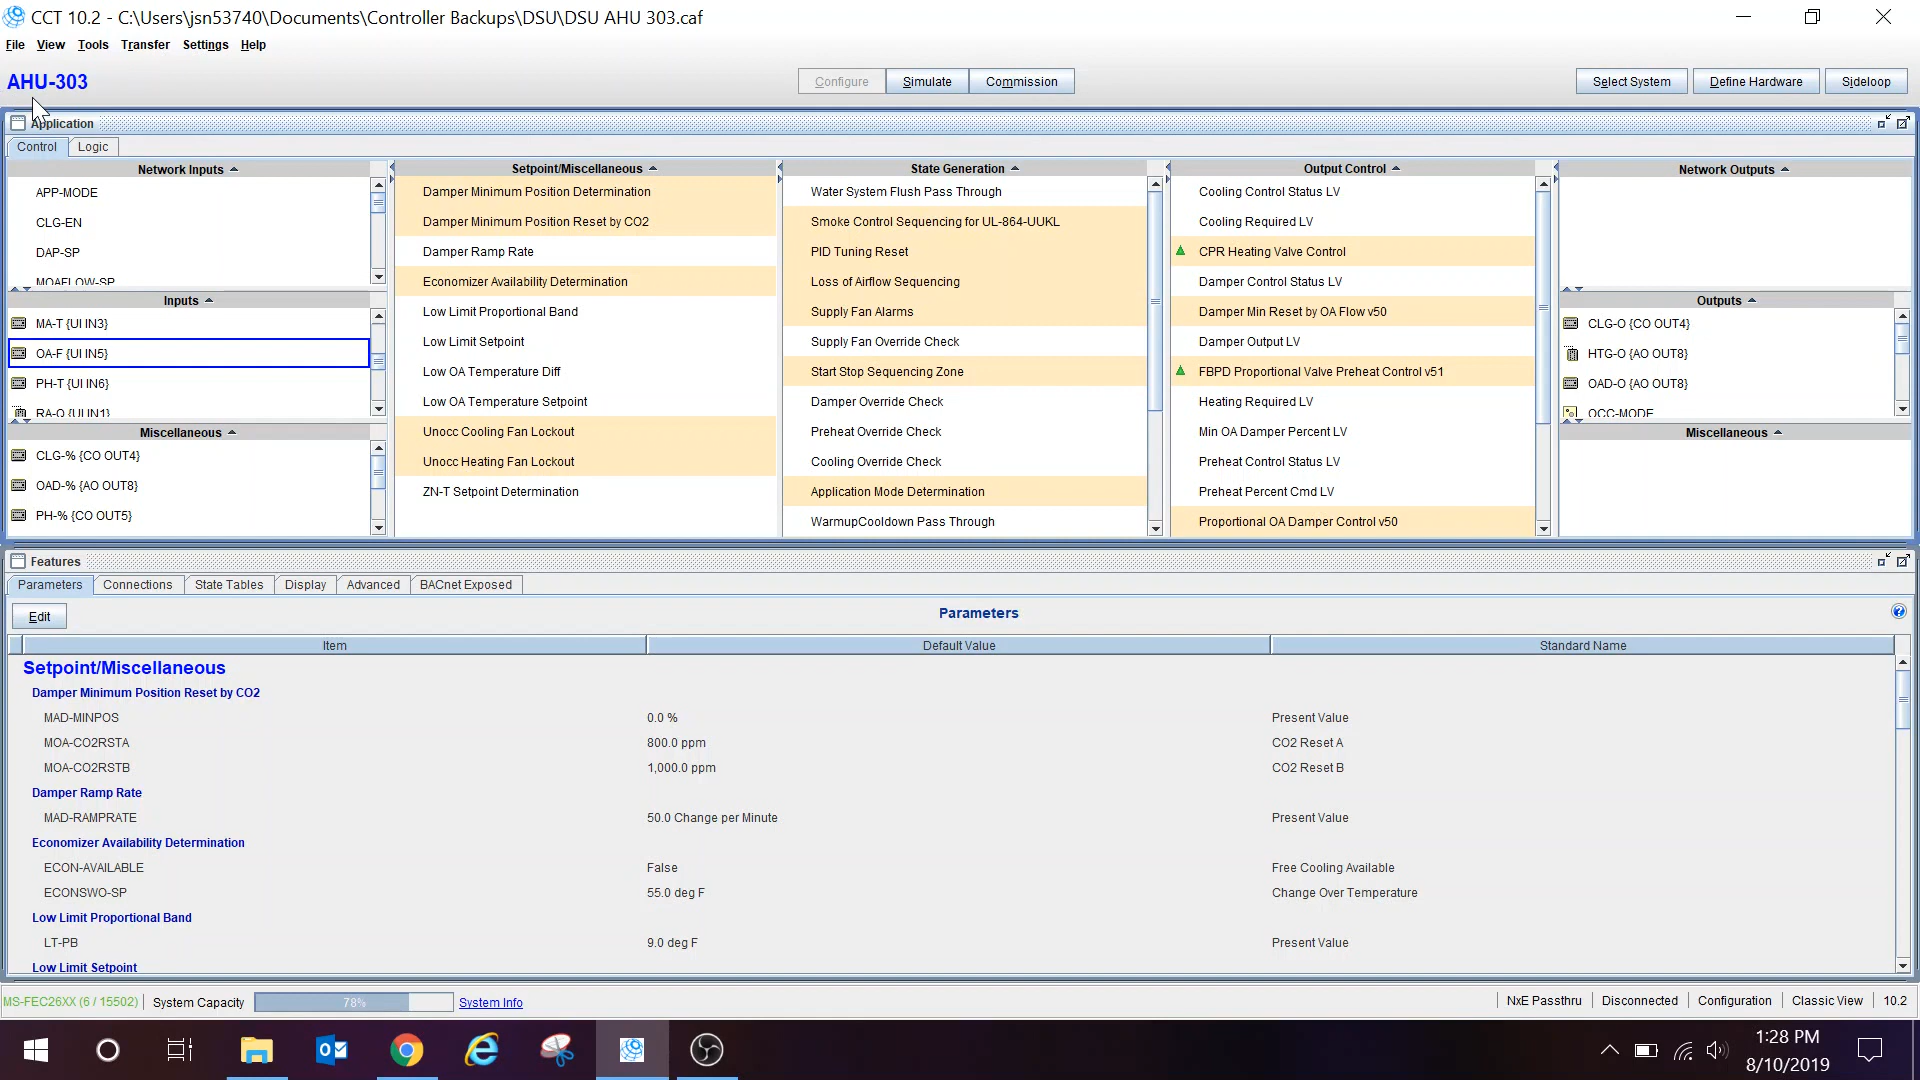 CCT 10.2 - C:\Users\jsn53740\Documents\Controller Backups\DSU\DSU AHU 303.caf
File View Tools Transfer Settings Help
AHU-303
Configure Simulate Commission
Select System Define Hardware Sideloop
Application
Control Logic
Network Inputs
APP-MODE
CLG-EN
DAP-SP
MOAFLOW-SP
Inputs
MA-T {UI IN3}
OA-F {UI IN5}
PH-T {UI IN6}
RA-Q {UI IN1}
Miscellaneous
CLG-% {CO OUT4}
OAD-% {AO OUT8}
PH-% {CO OUT5}
Setpoint/Miscellaneous
Damper Minimum Position Determination
Damper Minimum Position Reset by CO2
Damper Ramp Rate
Economizer Availability Determination
Low Limit Proportional Band
Low Limit Setpoint
Low OA Temperature Diff
Low OA Temperature Setpoint
Unocc Cooling Fan Lockout
Unocc Heating Fan Lockout
ZN-T Setpoint Determination
State Generation
Water System Flush Pass Through
Smoke Control Sequencing for UL-864-UUKL
PID Tuning Reset
Loss of Airflow Sequencing
Supply Fan Alarms
Supply Fan Override Check
Start Stop Sequencing Zone
Damper Override Check
Preheat Override Check
Cooling Override Check
Application Mode Determination
WarmupCooldown Pass Through
Output Control
Cooling Control Status LV
Cooling Required LV
CPR Heating Valve Control
Damper Control Status LV
Damper Min Reset by OA Flow v50
Damper Output LV
FBPD Proportional Valve Preheat Control v51
Heating Required LV
Min OA Damper Percent LV
Preheat Control Status LV
Preheat Percent Cmd LV
Proportional OA Damper Control v50
Network Outputs
Outputs
CLG-O {CO OUT4}
HTG-O {AO OUT8}
OAD-O {AO OUT8}
OCC-MODE
Miscellaneous
Features
Parameters Connections State Tables Display Advanced BACnet Exposed
Edit
Parameters
Item Default Value Standard Name
Setpoint/Miscellaneous
Damper Minimum Position Reset by CO2
MAD-MINPOS 0.0 % Present Value
MOA-CO2RSTA 800.0 ppm CO2 Reset A
MOA-CO2RSTB 1,000.0 ppm CO2 Reset B
Damper Ramp Rate
MAD-RAMPRATE 50.0 Change per Minute Present Value
Economizer Availability Determination
ECON-AVAILABLE False Free Cooling Available
ECONSWO-SP 55.0 deg F Change Over Temperature
Low Limit Proportional Band
LT-PB 9.0 deg F Present Value
Low Limit Setpoint
MS-FEC26XX (6 / 15502) System Capacity 78% System Info
NxE Passthru Disconnected Configuration Classic View 10.2
1:28 PM
8/10/2019